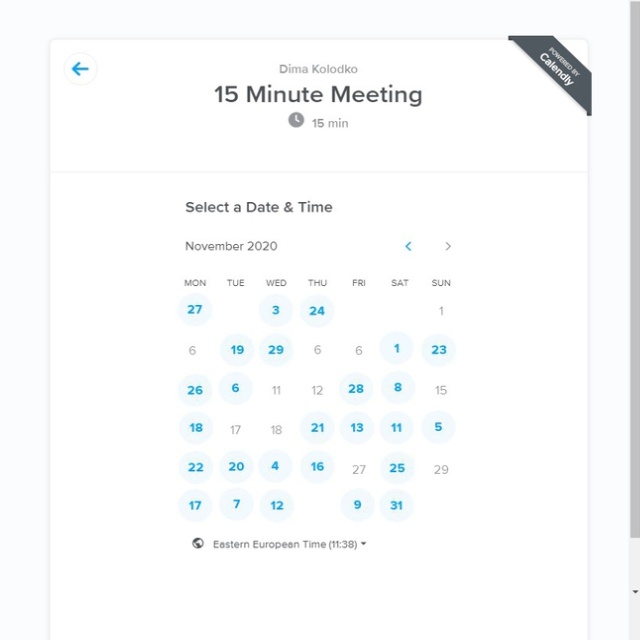 POWERED BY
Calendly
Dima Kolodko
15 Minute Meeting
15 min
Select a Date & Time
November 2020
MON TUE WED THU FRI SAT SUN
27 3 24 1
6 19 29 6 6 1 23
26 6 11 12 28 8 15
18 17 18 21 13 11 5
22 20 4 16 27 25 29
17 7 12 9 31
Eastern European Time (11:38)